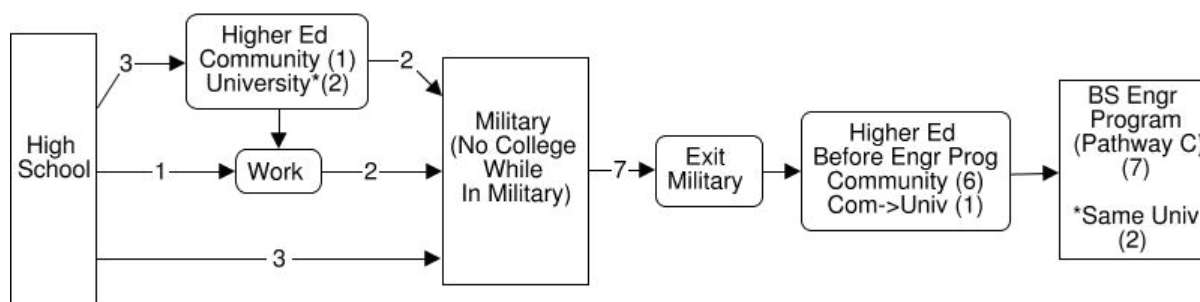 High
School
3
1
3
Higher Ed
Community (1)
University*(2)
2
Work
2
Military
(No College
While
In Military)
7
Exit
Military
Higher Ed
Before Engr Prog
Community (6)
Com->Univ (1)
BS Engr
Program
(Pathway C)
(7)
*Same Univ
(2)